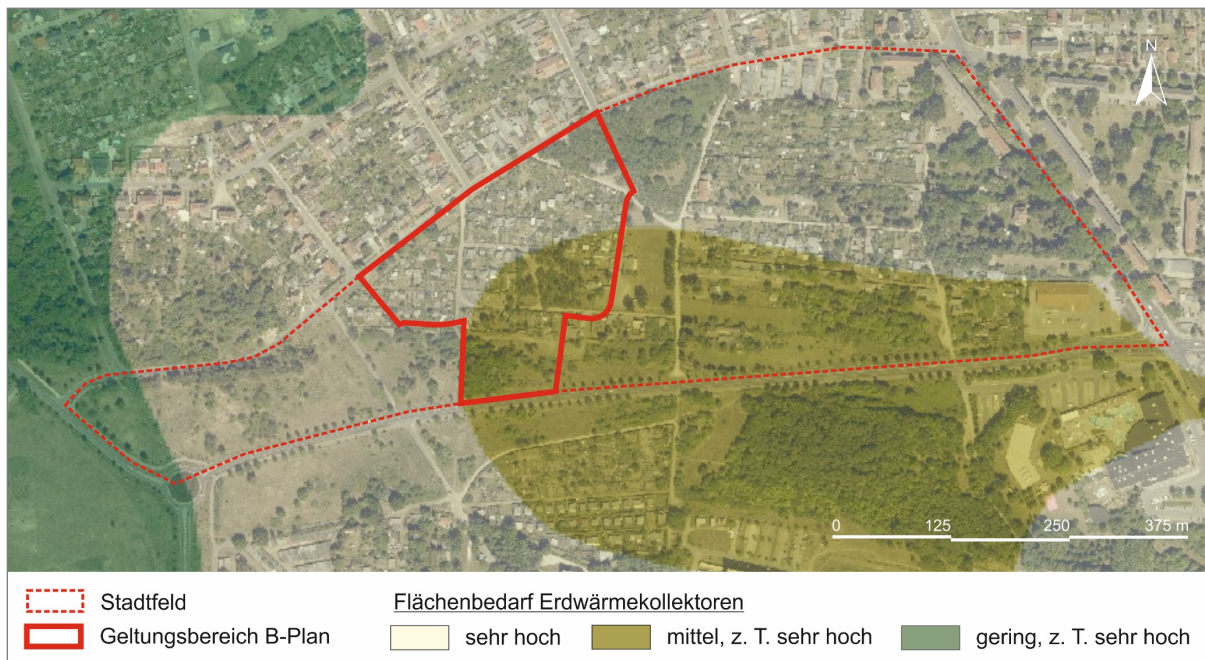 N
0 125 250 375 m
Stadtfeld
Flächenbedarf Erdwärmekollektoren
Geltungsbereich B-Plan
sehr hoch
mittel, z. T. sehr hoch
gering, z. T. sehr hoch